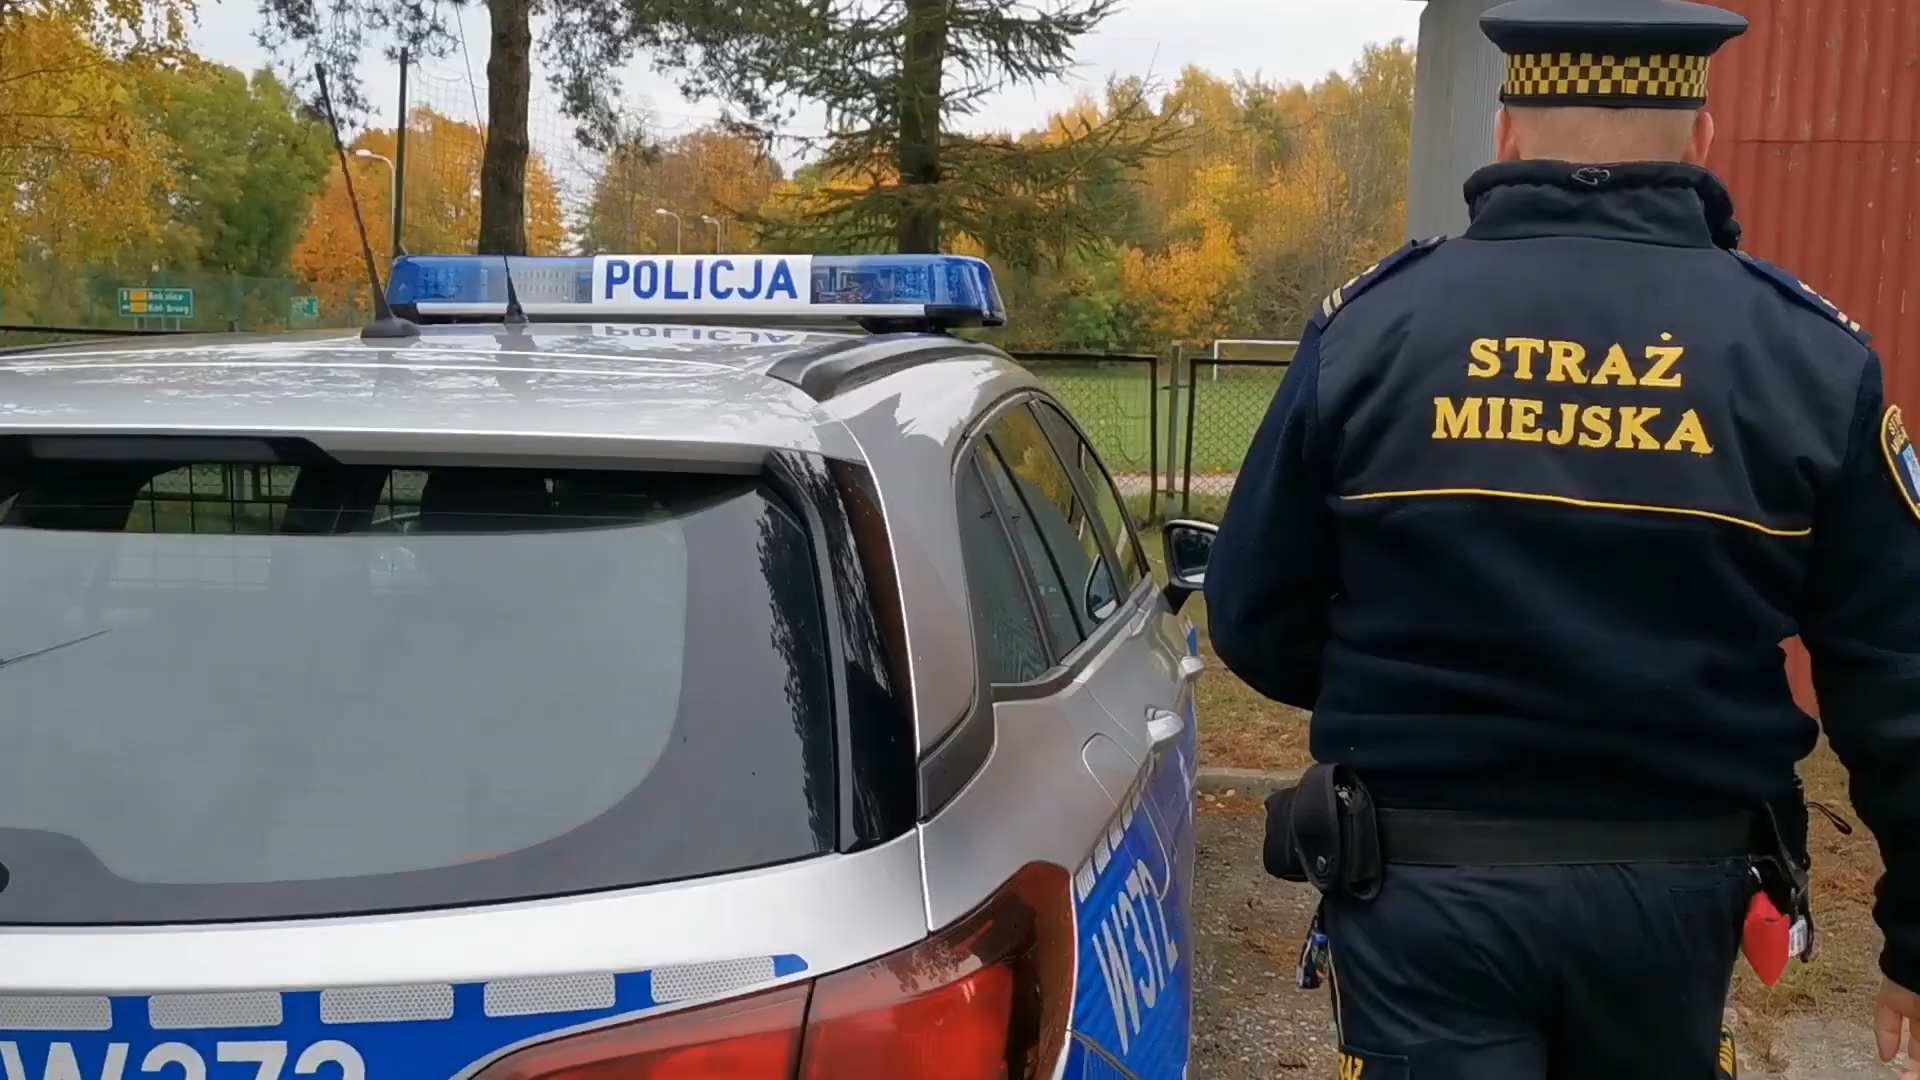 POLICJA
STRAŻ
MIEJSKA
W372
W372